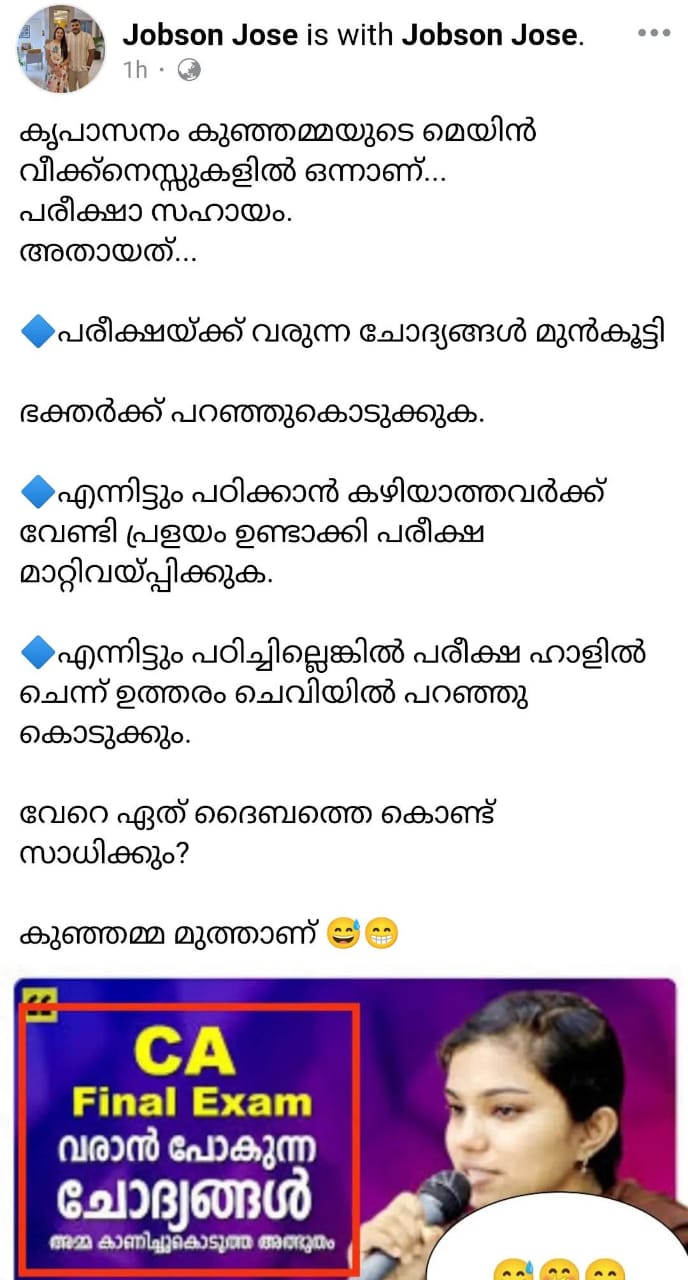 Jobson Jose is with Jobson Jose.
1h ·
കൃപാസനം കുഞ്ഞമ്മയുടെ മെയിൻ
വീക്ക്നെസ്സുകളിൽ ഒന്നാണ്...
പരീക്ഷാ സഹായം.
അതായത്...
🔷പരീക്ഷയ്ക്ക് വരുന്ന ചോദ്യങ്ങൾ മുൻകൂട്ടി
ഭക്തർക്ക് പറഞ്ഞുകൊടുക്കുക.
🔷എന്നിട്ടും പഠിക്കാൻ കഴിയാത്തവർക്ക്
വേണ്ടി പ്രളയം ഉണ്ടാക്കി പരീക്ഷ
മാറ്റിവയ്പ്പിക്കുക.
🔷എന്നിട്ടും പഠിച്ചില്ലെങ്കിൽ പരീക്ഷ ഹാളിൽ
ചെന്ന് ഉത്തരം ചെവിയിൽ പറഞ്ഞു
കൊടുക്കും.
വേറെ ഏത് ദൈബത്തെ കൊണ്ട്
സാധിക്കും?
കുഞ്ഞമ്മ മുത്താണ് 😅😁
CA
Final Exam
വരാൻ പോകുന്ന
ചോദ്യങ്ങൾ
അമ്മ കാണിച്ചുകൊടുത്ത അത്ഭുതം